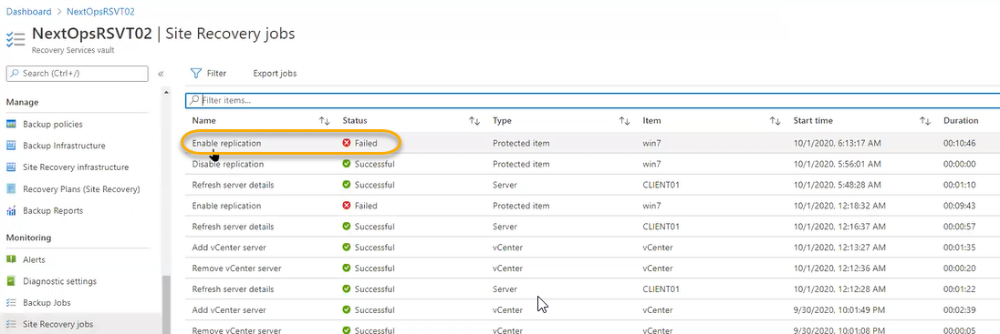 Dashboard > NextOpsRSVT02
NextOpsRSVT02 | Site Recovery jobs
Recovery Services vault
Search (Ctrl+/) «
Filter Export jobs
Filter items...
Manage
Backup policies
Backup Infrastructure
Site Recovery infrastructure
Recovery Plans (Site Recovery)
Backup Reports
Monitoring
Alerts
Diagnostic settings
Backup Jobs
Site Recovery jobs
Name Status Type Item Start time Duration
Enable replication Failed Protected item win7 10/1/2020, 6:13:17 AM 00:10:46
Disable replication Successful Protected item win7 10/1/2020, 5:56:01 AM 00:00:00
Refresh server details Successful Server CLIENT01 10/1/2020, 5:48:28 AM 00:01:10
Enable replication Failed Protected item win7 10/1/2020, 12:18:32 AM 00:09:43
Refresh server details Successful Server CLIENT01 10/1/2020, 12:16:37 AM 00:00:57
Add vCenter server Successful vCenter vCenter 10/1/2020, 12:13:27 AM 00:01:35
Remove vCenter server Successful vCenter vCenter 10/1/2020, 12:12:36 AM 00:00:20
Refresh server details Successful Server CLIENT01 10/1/2020, 12:12:28 AM 00:01:22
Add vCenter server Successful vCenter vCenter 9/30/2020, 10:01:49 PM 00:02:39
Remove vCenter server Successful vCenter vCenter 9/30/2020, 10:01:08 PM 00:00:05